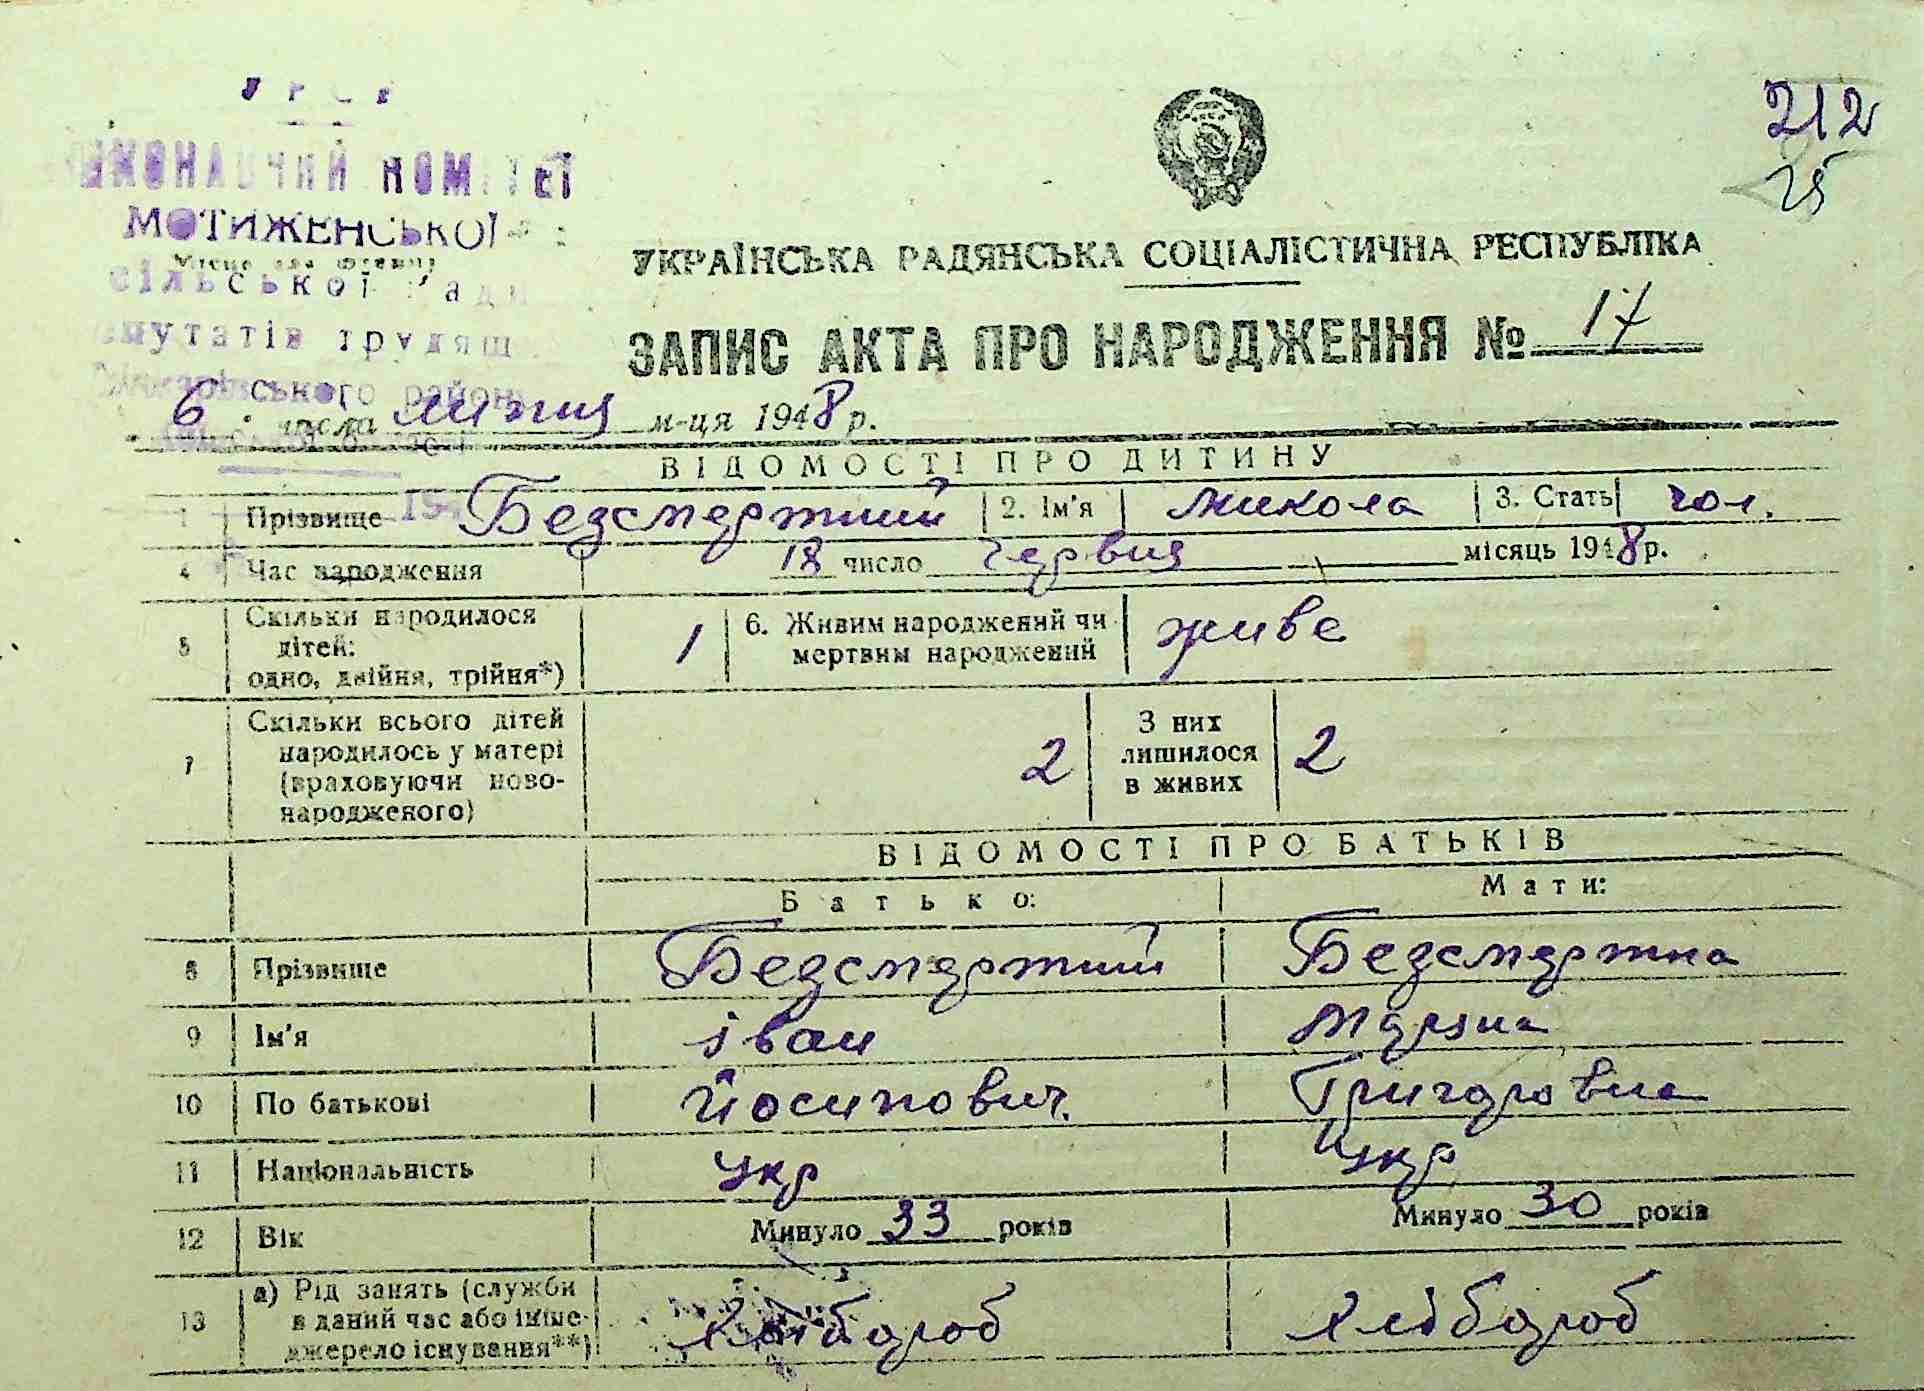 212
25
ВИКОНАВЧИЙ КОМІТЕТ
МОТИЖЕНСЬКОЇ
Місце для штампу
сільської Ради
депутатів трудящ
ського району
УКРАЇНСЬКА РАДЯНСЬКА СОЦІАЛІСТИЧНА РЕСПУБЛІКА
ЗАПИС АКТА ПРО НАРОДЖЕННЯ № 17
6 числа липня м-ця 1948 р.
ВІДОМОСТІ ПРО ДИТИНУ
1 Прізвище Безсмертний 2. Ім'я Микола 3. Стать чол.
4 Час народження 18 число червня місяць 1948 р.
5 Скільки народилося дітей: одно, двійня, трійня*) 1 6. Живим народжений чи мертвим народжений живе
7 Скільки всього дітей народилось у матері (враховуючи новонародженого) 2 З них лишилося в живих 2
ВІДОМОСТІ ПРО БАТЬКІВ
Батько: Мати:
8 Прізвище Безсмертний Безсмертна
9 Ім'я Іван
10 По батькові Йосипович. Григоровна
11 Національність укр укр
12 Вік Минуло 33 років Минуло 30 років
13 а) Рід занять (служби в даний час або інше джерело існування**) Хлібороб Хлібороб